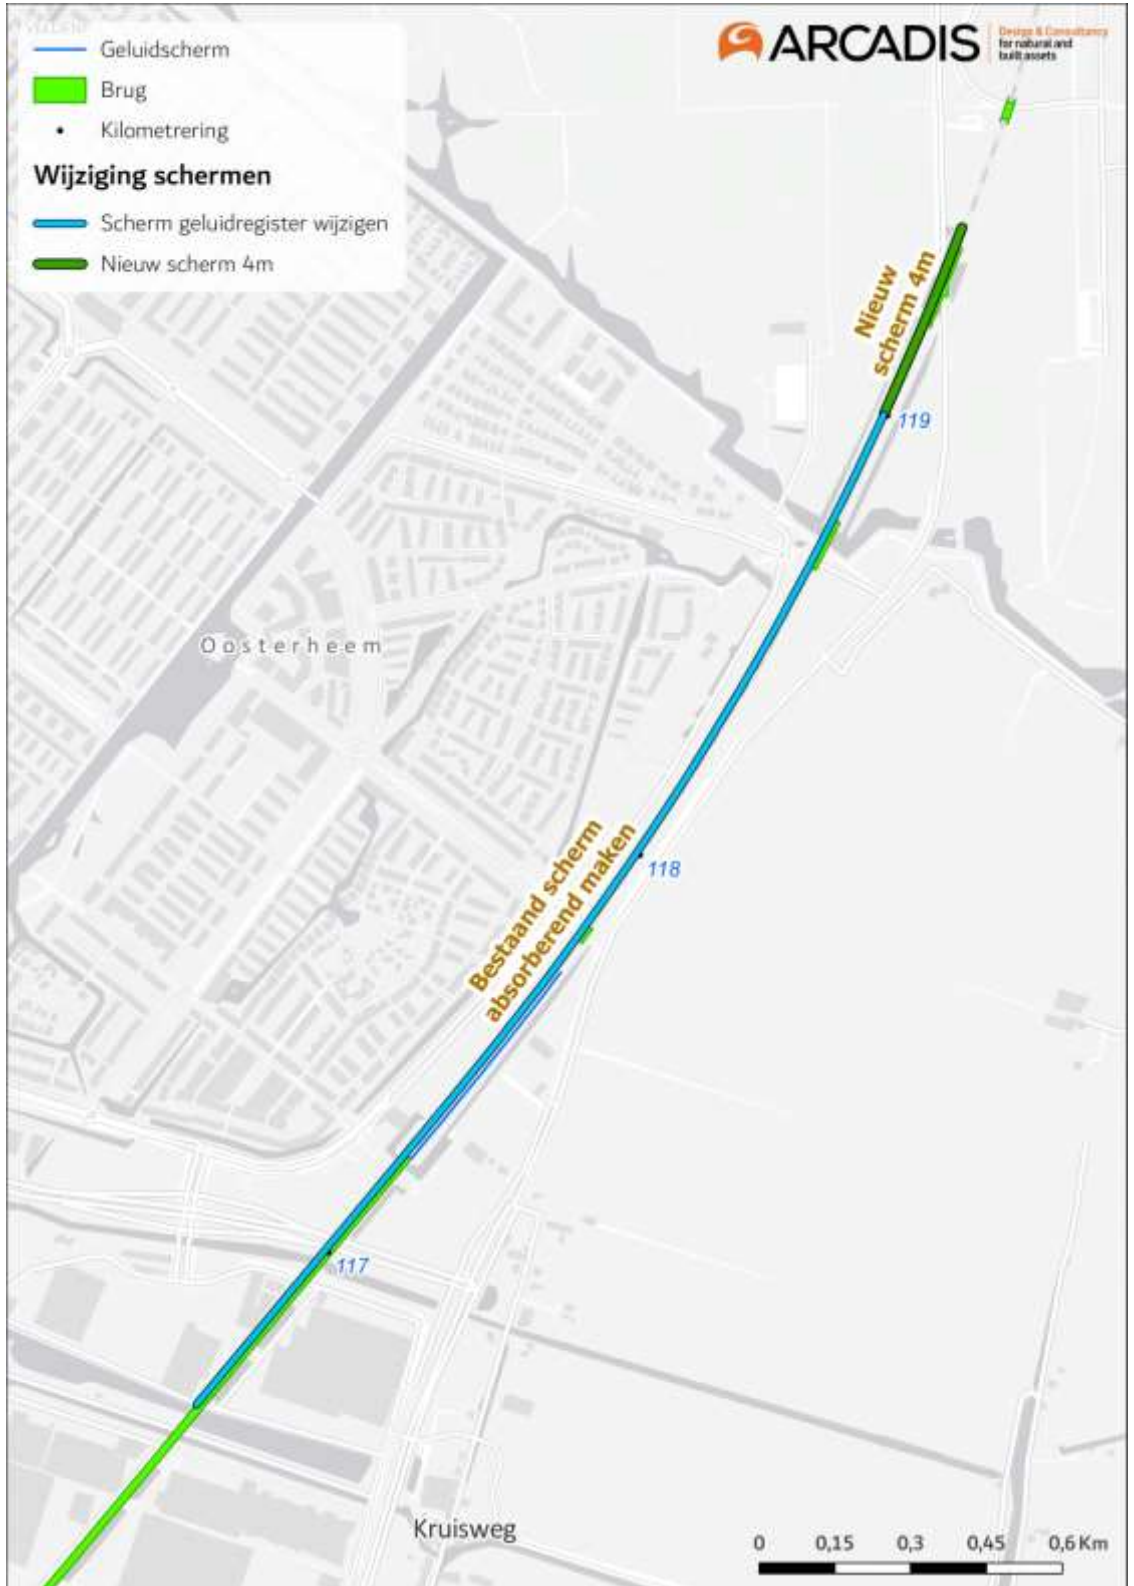 Geluidscherm
Brug
Kilometrering
Wijziging schermen
Scherm geluidregister wijzigen
Nieuw scherm 4m
ARCADIS
Design & Consultancy
for natural and
built assets
Nieuw
scherm 4m
119
Oosterheem
118
Bestaand scherm
absorberend maken
117
Kruisweg
0 0,15 0,3 0,45 0,6 Km